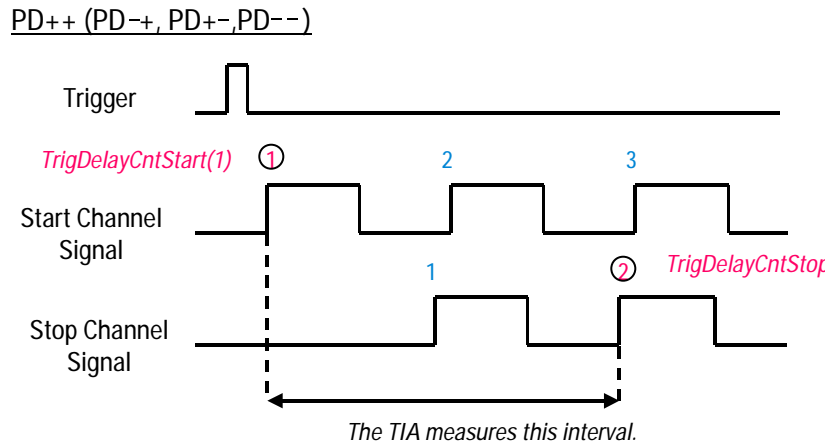 PD++ (PD-+, PD+-,PD--)
Trigger
TrigDelayCntStart(1)
1
2
3
Start Channel
Signal
1
2
TrigDelayCntStop
Stop Channel
Signal
The TIA measures this interval.